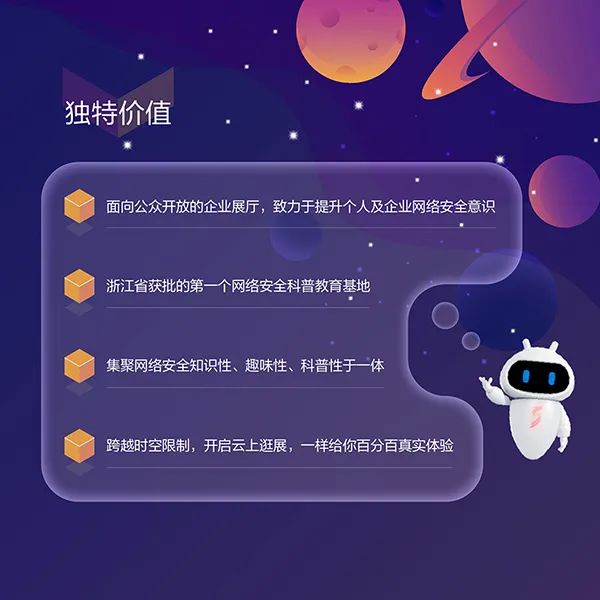 独特价值
面向公众开放的企业展厅，致力于提升个人及企业网络安全意识
浙江省获批的第一个网络安全科普教育基地
集聚网络安全知识性、趣味性、科普性于一体
跨越时空限制，开启云上逛展，一样给你百分百真实体验